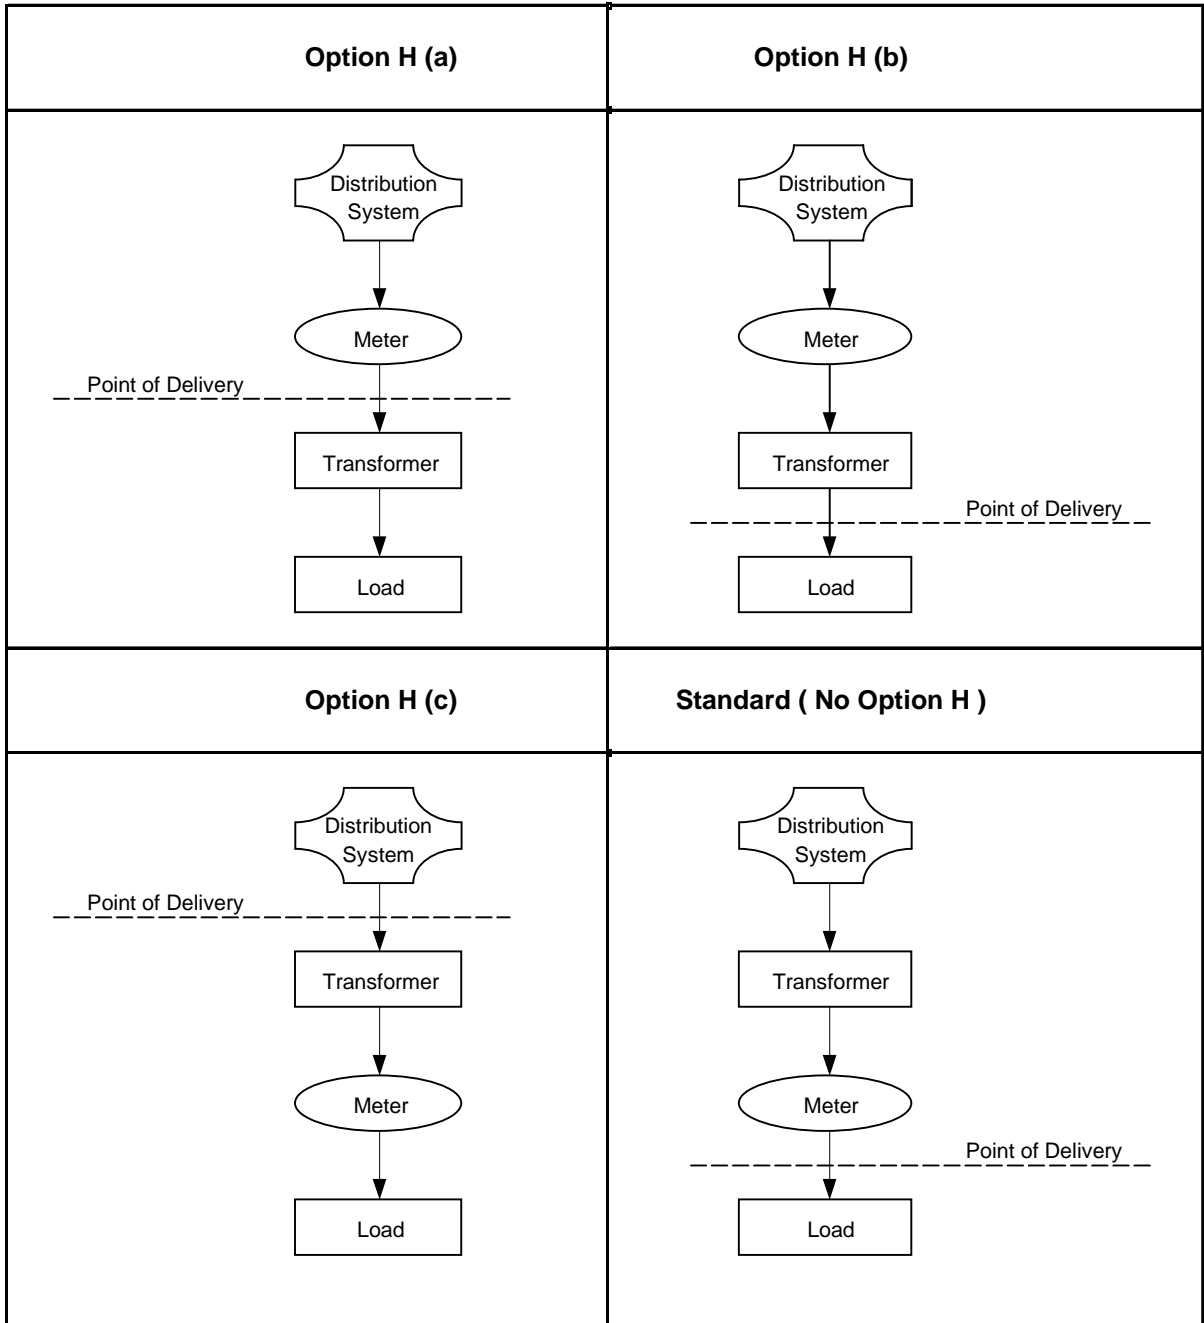 Option H (a)
Option H (b)
Distribution
System
Meter
Point of Delivery
Transformer
Load
Distribution
System
Meter
Transformer
Point of Delivery
Load
Option H (c)
Standard ( No Option H )
Distribution
System
Point of Delivery
Transformer
Meter
Load
Distribution
System
Transformer
Meter
Point of Delivery
Load